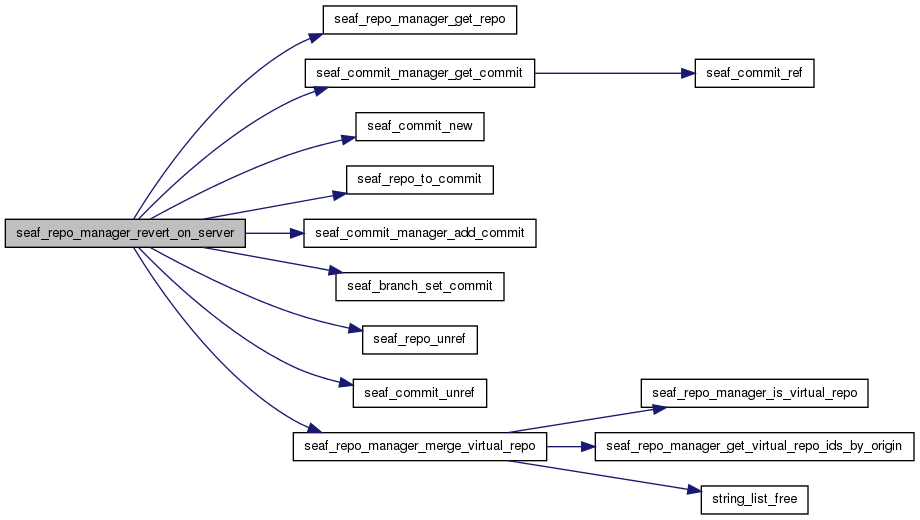 seaf_repo_manager_get_repo
seaf_commit_manager_get_commit
seaf_commit_ref
seaf_commit_new
seaf_repo_to_commit
seaf_repo_manager_revert_on_server
seaf_commit_manager_add_commit
seaf_branch_set_commit
seaf_repo_unref
seaf_commit_unref
seaf_repo_manager_is_virtual_repo
seaf_repo_manager_merge_virtual_repo
seaf_repo_manager_get_virtual_repo_ids_by_origin
string_list_free